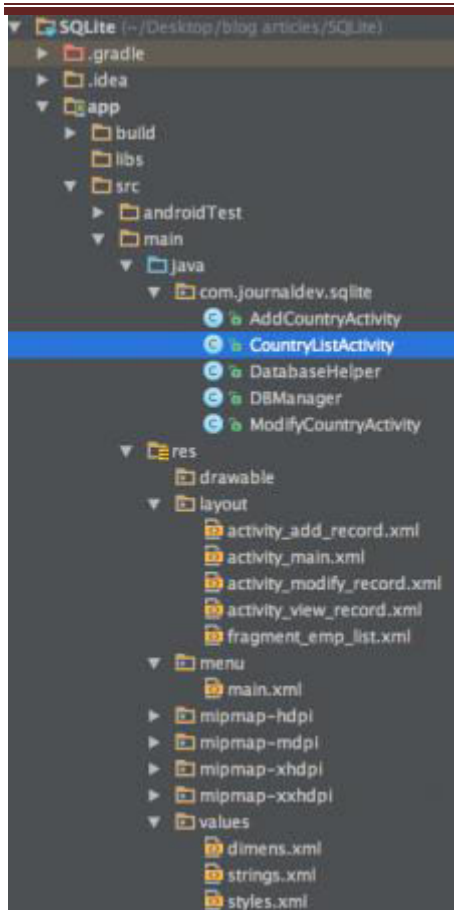 SQLite (~/Desktop/blog articles/SQLite)
.gradle
.idea
app
build
libs
src
androidTest
main
java
com.journaldev.sqlite
AddCountryActivity
CountryListActivity
DatabaseHelper
DBManager
ModifyCountryActivity
res
drawable
layout
activity_add_record.xml
activity_main.xml
activity_modify_record.xml
activity_view_record.xml
fragment_emp_list.xml
menu
main.xml
mipmap-hdpi
mipmap-mdpi
mipmap-xhdpi
mipmap-xxhdpi
values
dimens.xml
strings.xml
styles.xml